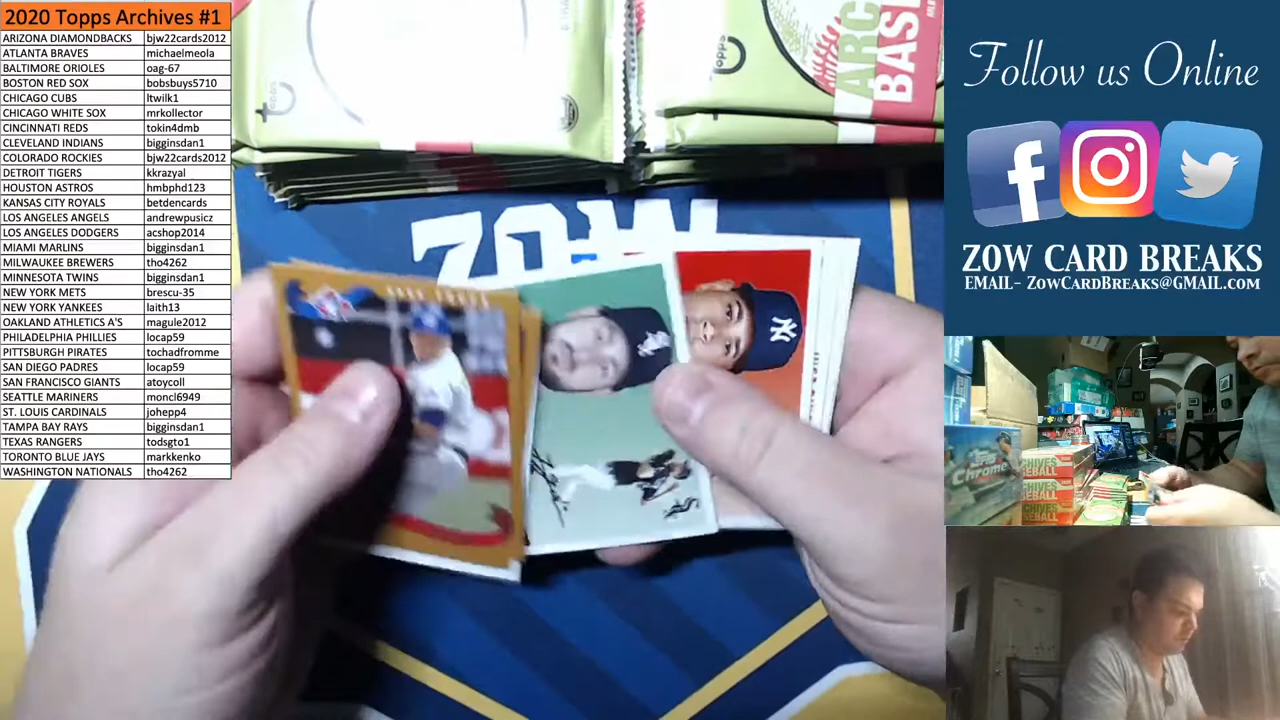 2020 Topps Archives #1
ARIZONA DIAMONDBACKS bjw22cards2012
ATLANTA BRAVES michaelmeola
BALTIMORE ORIOLES oag-67
BOSTON RED SOX bobsbuys5710
CHICAGO CUBS ltwilk1
CHICAGO WHITE SOX mrkollector
CINCINNATI REDS tokin4dmb
CLEVELAND INDIANS bigginsdan1
COLORADO ROCKIES bjw22cards2012
DETROIT TIGERS kkrazyal
HOUSTON ASTROS hmbphd123
KANSAS CITY ROYALS betdencards
LOS ANGELES ANGELS andrewpusicz
LOS ANGELES DODGERS acshop2014
MIAMI MARLINS bigginsdan1
MILWAUKEE BREWERS tho4262
MINNESOTA TWINS bigginsdan1
NEW YORK METS brescu-35
NEW YORK YANKEES laith13
OAKLAND ATHLETICS A'S magule2012
PHILADELPHIA PHILLIES locap59
PITTSBURGH PIRATES tochadfromme
SAN DIEGO PADRES locap59
SAN FRANCISCO GIANTS atoycoll
SEATTLE MARINERS moncl6949
ST. LOUIS CARDINALS johepp4
TAMPA BAY RAYS bigginsdan1
TEXAS RANGERS todsgto1
TORONTO BLUE JAYS markkenko
WASHINGTON NATIONALS tho4262
topps
topps
ARC
BAS
ZOW
NY
Follow us Online
f
ZOW CARD BREAKS
EMAIL- ZOWCARDBREAKS@GMAIL.COM
Topps
Chrome